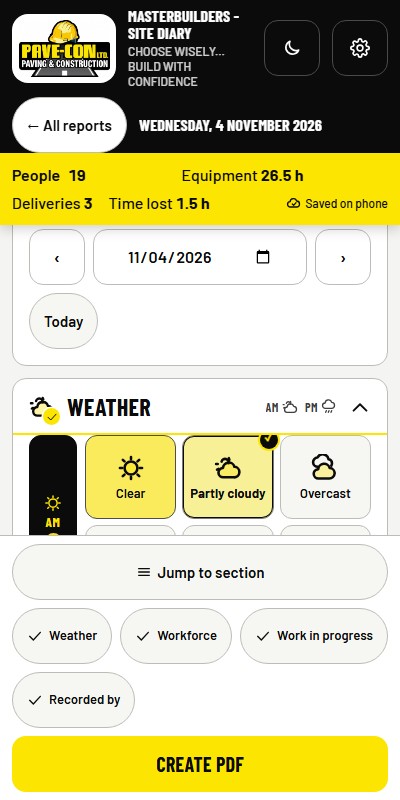 PAVE-CON LTD.
PAVING & CONSTRUCTION
MASTERBUILDERS -
SITE DIARY
CHOOSE WISELY...
BUILD WITH
CONFIDENCE
← All reports
WEDNESDAY, 4 NOVEMBER 2026
People 19
Equipment 26.5 h
Deliveries 3
Time lost 1.5 h
Saved on phone
‹
11/04/2026
›
Today
WEATHER
AM
PM
AM
Clear
Partly cloudy
Overcast
Jump to section
Weather
Workforce
Work in progress
Recorded by
CREATE PDF